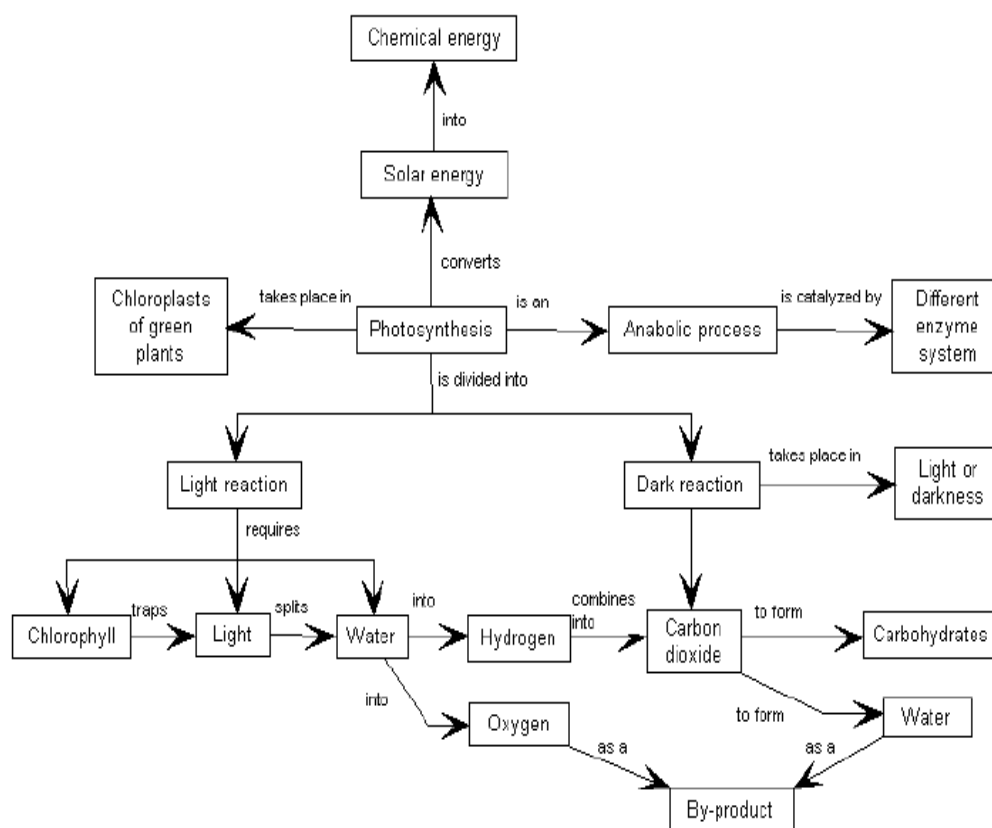 Chemical energy
into
Solar energy
converts
Chloroplasts
of green
plants
takes place in
Photosynthesis
is an
Anabolic process
is catalyzed by
Different
enzyme
system
is divided into
Light reaction
Dark reaction
takes place in
Light or
darkness
requires
Chlorophyll
traps
Light
splits
Water
into
Hydrogen
combines
into
Carbon
dioxide
to form
Carbohydrates
into
Oxygen
to form
Water
as a
as a
By-product